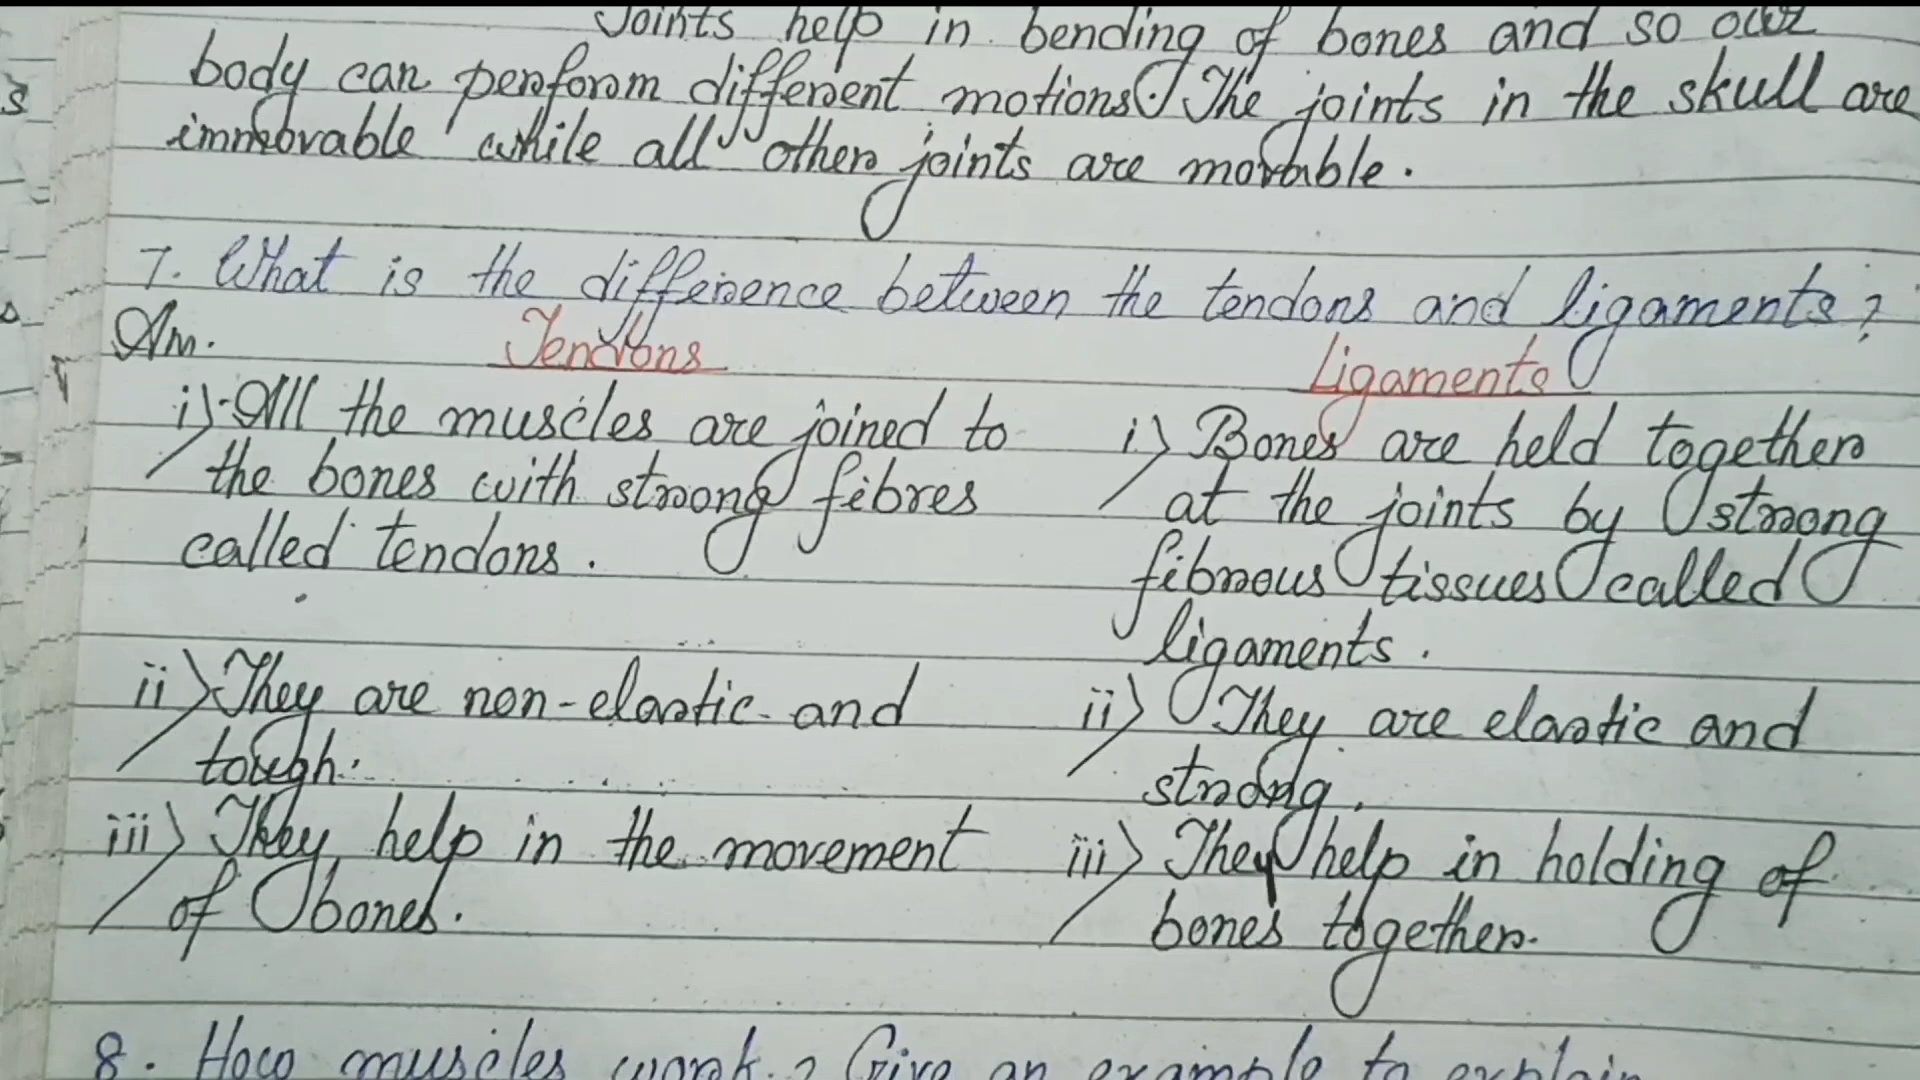 Joints help in bending of bones and so our
body can perform different motions. The joints in the skull are
immovable while all other joints are movable.
7. What is the difference between the tendons and ligaments?
Ans.
Tendons
i) All the muscles are joined to
the bones with strong fibres
called tendons.
ii) They are non-elastic and
tough.
iii) They help in the movement
of bones.
Ligaments
i) Bones are held together
at the joints by strong
fibrous tissues called
ligaments.
ii) They are elastic and
strong.
iii) They help in holding of
bones together.
8. How muscles work? Give an example to explain